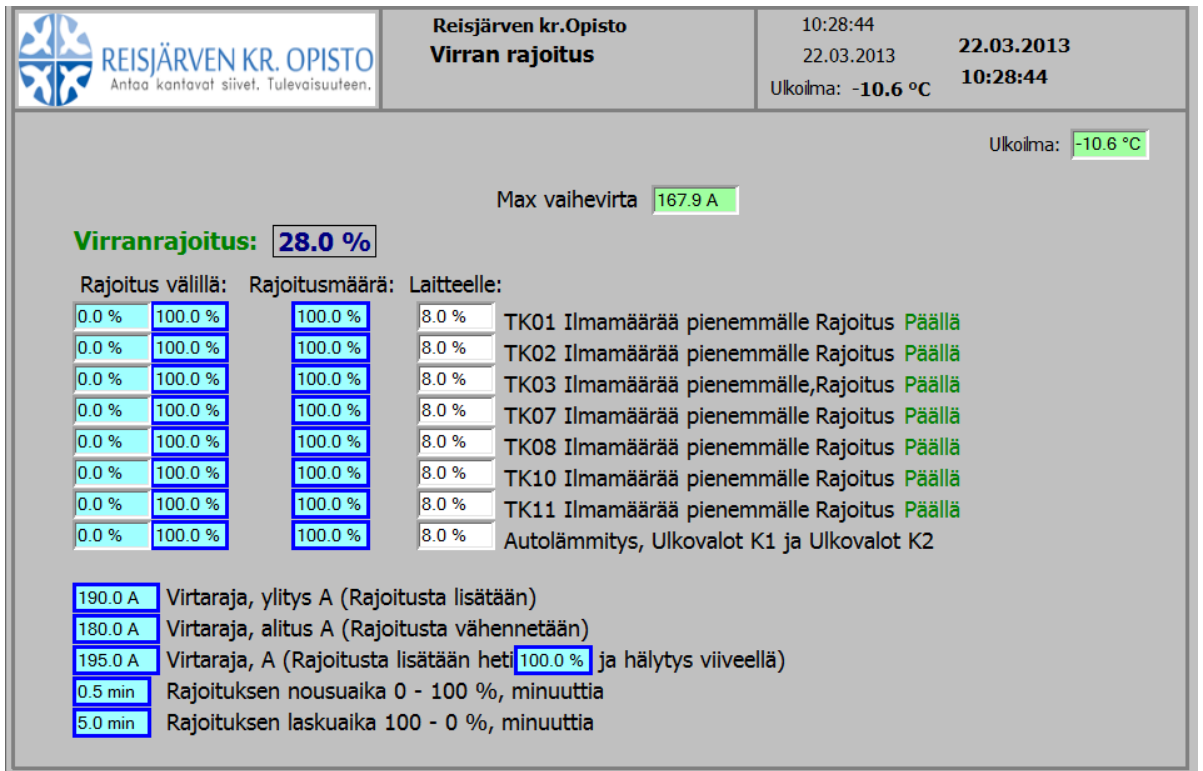 REISJÄRVEN KR. OPISTO
Antaa kantavat siivet. Tulevaisuuteen.
Reisjärven kr.Opisto
Virran rajoitus
10:28:44
22.03.2013
Ulkoilma: -10.6 °C
22.03.2013
10:28:44
Ulkoilma: -10.6 °C
Max vaihevirta 167.9 A
Virranrajoitus: 28.0 %
Rajoitus välillä: Rajoitusmäärä: Laitteelle:
0.0 % 100.0 % 100.0 % 8.0 % TK01 Ilmamäärää pienemmälle Rajoitus Päällä
0.0 % 100.0 % 100.0 % 8.0 % TK02 Ilmamäärää pienemmälle Rajoitus Päällä
0.0 % 100.0 % 100.0 % 8.0 % TK03 Ilmamäärää pienemmälle,Rajoitus Päällä
0.0 % 100.0 % 100.0 % 8.0 % TK07 Ilmamäärää pienemmälle Rajoitus Päällä
0.0 % 100.0 % 100.0 % 8.0 % TK08 Ilmamäärää pienemmälle Rajoitus Päällä
0.0 % 100.0 % 100.0 % 8.0 % TK10 Ilmamäärää pienemmälle Rajoitus Päällä
0.0 % 100.0 % 100.0 % 8.0 % TK11 Ilmamäärää pienemmälle Rajoitus Päällä
0.0 % 100.0 % 100.0 % 8.0 % Autolämmitys, Ulkovalot K1 ja Ulkovalot K2
190.0 A Virtaraja, ylitys A (Rajoitusta lisätään)
180.0 A Virtaraja, alitus A (Rajoitusta vähennetään)
195.0 A Virtaraja, A (Rajoitusta lisätään heti 100.0 % ja hälytys viiveellä)
0.5 min Rajoituksen nousuaika 0 - 100 %, minuuttia
5.0 min Rajoituksen laskuaika 100 - 0 %, minuuttia